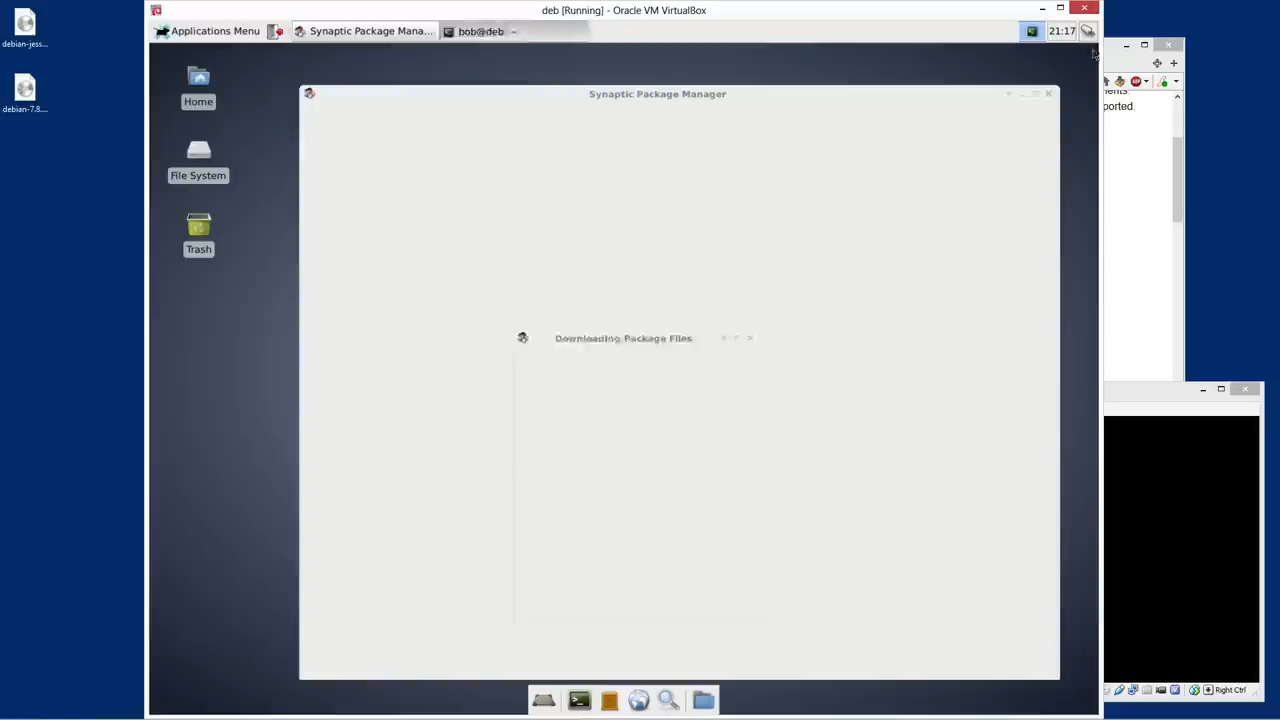 deb [Running] - Oracle VM VirtualBox
Applications Menu
Synaptic Package Mana...
bob@deb ~
21:17
debian-jess...
debian-7.8....
Home
File System
Trash
Synaptic Package Manager
Downloading Package Files
ported.
ABP
Right Ctrl